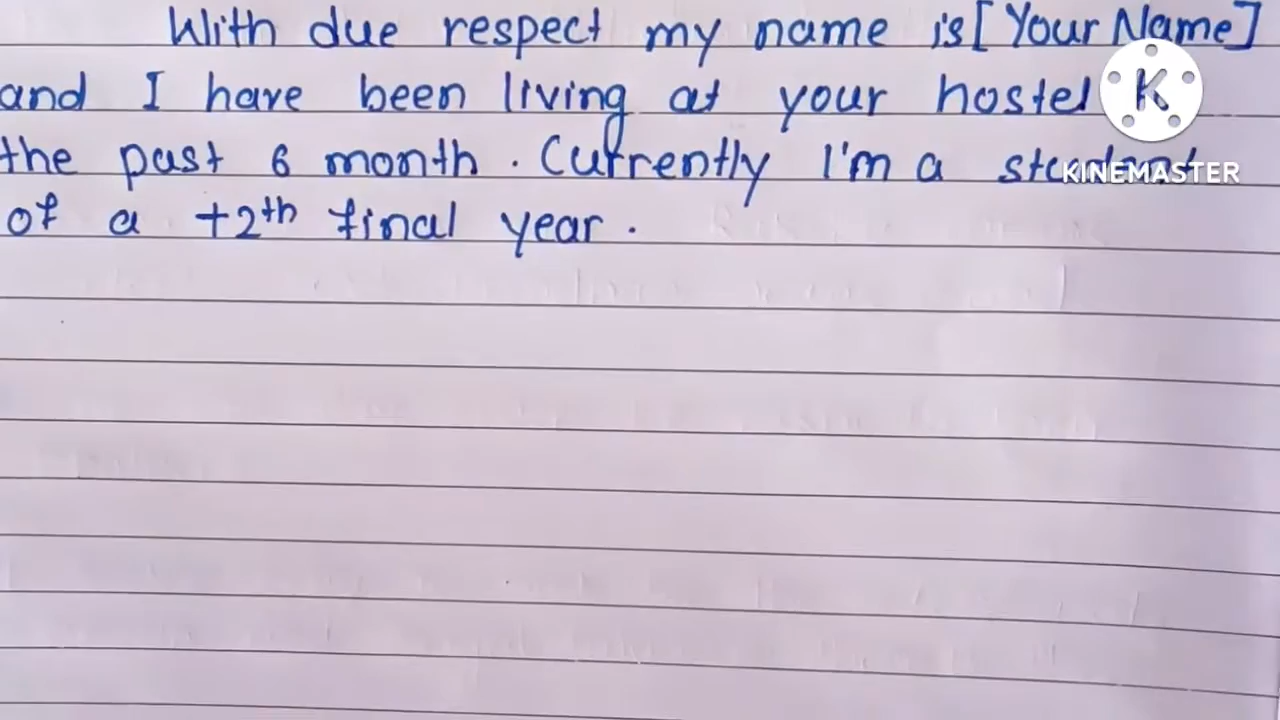 With due respect my name is [Your Name]
and I have been living at your hostel
the past 6 month. Currently I'm a student
of a +2th final year.
K
KINEMASTER